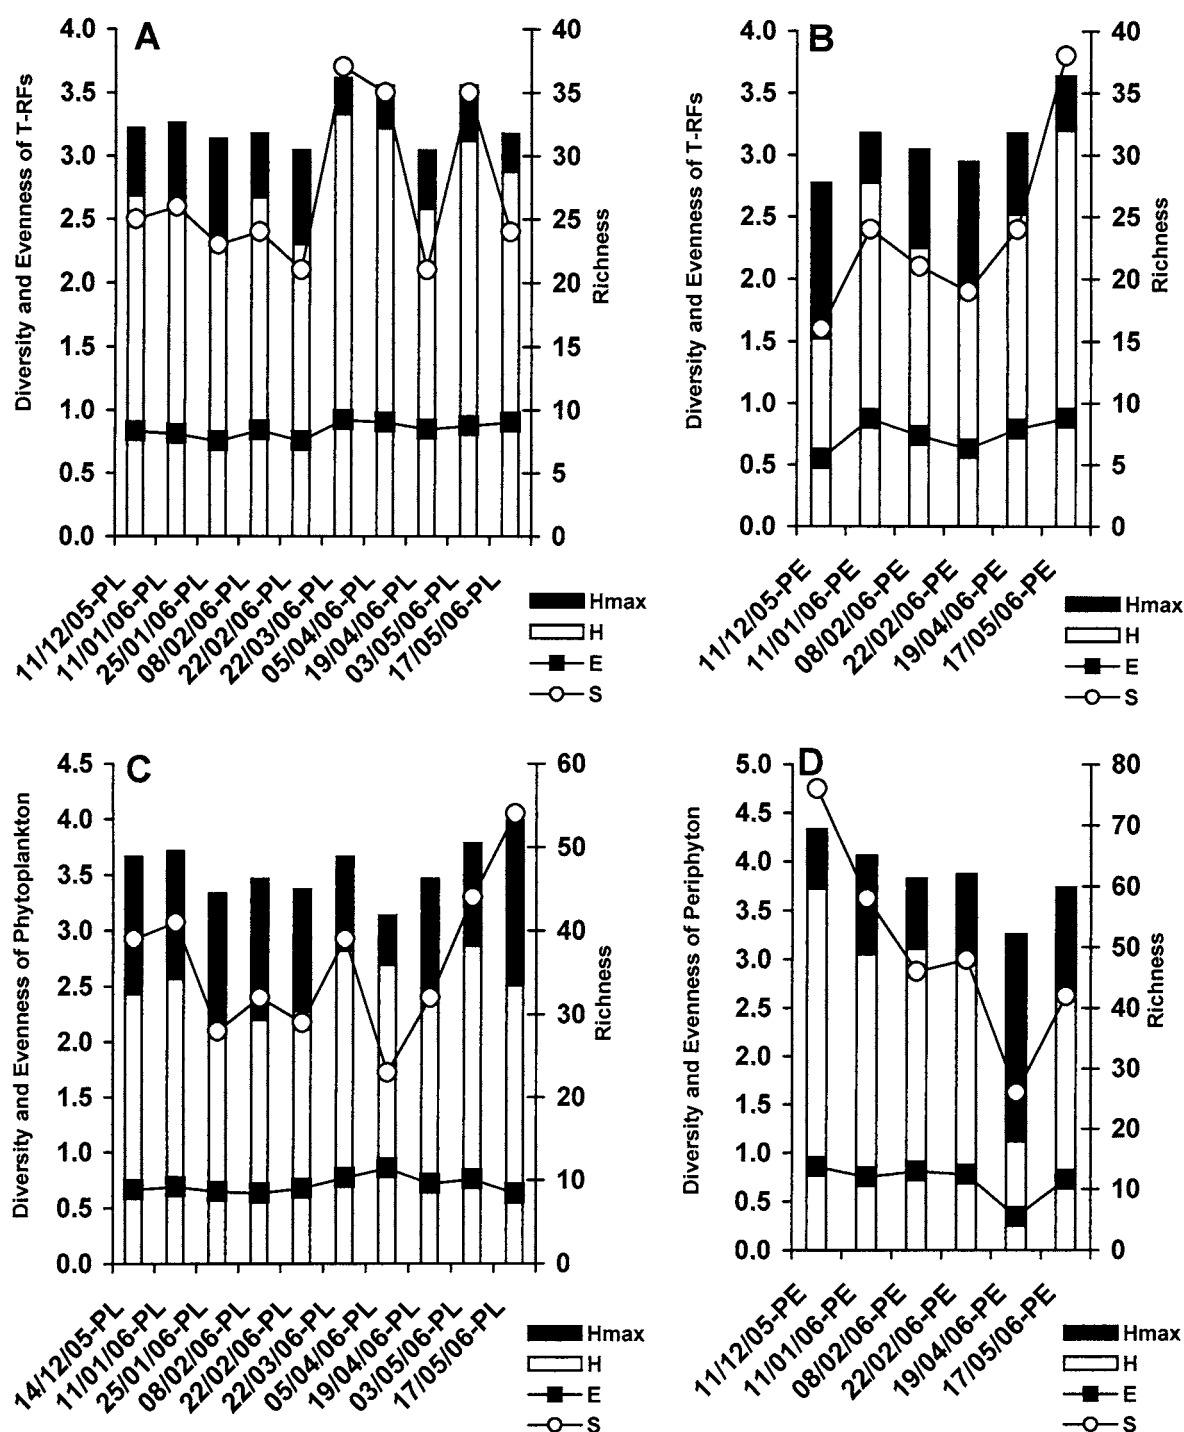 A
Diversity and Evenness of T-RFs
4.0
3.5
3.0
2.5
2.0
1.5
1.0
0.5
0.0
40
35
30
25
20
15
10
5
0
Richness
11/12/05-PL
11/01/06-PL
25/01/06-PL
08/02/06-PL
22/02/06-PL
22/03/06-PL
05/04/06-PL
19/04/06-PL
03/05/06-PL
17/05/06-PL
Hmax
H
E
S
B
Diversity and Evenness of T-RFs
4.0
3.5
3.0
2.5
2.0
1.5
1.0
0.5
0.0
40
35
30
25
20
15
10
5
0
Richness
11/12/05-PE
11/01/06-PE
08/02/06-PE
22/02/06-PE
19/04/06-PE
17/05/06-PE
Hmax
H
E
S
C
Diversity and Evenness of Phytoplankton
4.5
4.0
3.5
3.0
2.5
2.0
1.5
1.0
0.5
0.0
60
50
40
30
20
10
0
Richness
14/12/05-PL
11/01/06-PL
25/01/06-PL
08/02/06-PL
22/02/06-PL
22/03/06-PL
05/04/06-PL
19/04/06-PL
03/05/06-PL
17/05/06-PL
Hmax
H
E
S
D
Diversity and Evenness of Periphyton
5.0
4.5
4.0
3.5
3.0
2.5
2.0
1.5
1.0
0.5
0.0
80
70
60
50
40
30
20
10
0
Richness
11/12/05-PE
11/01/06-PE
08/02/06-PE
22/02/06-PE
19/04/06-PE
17/05/06-PE
Hmax
H
E
S